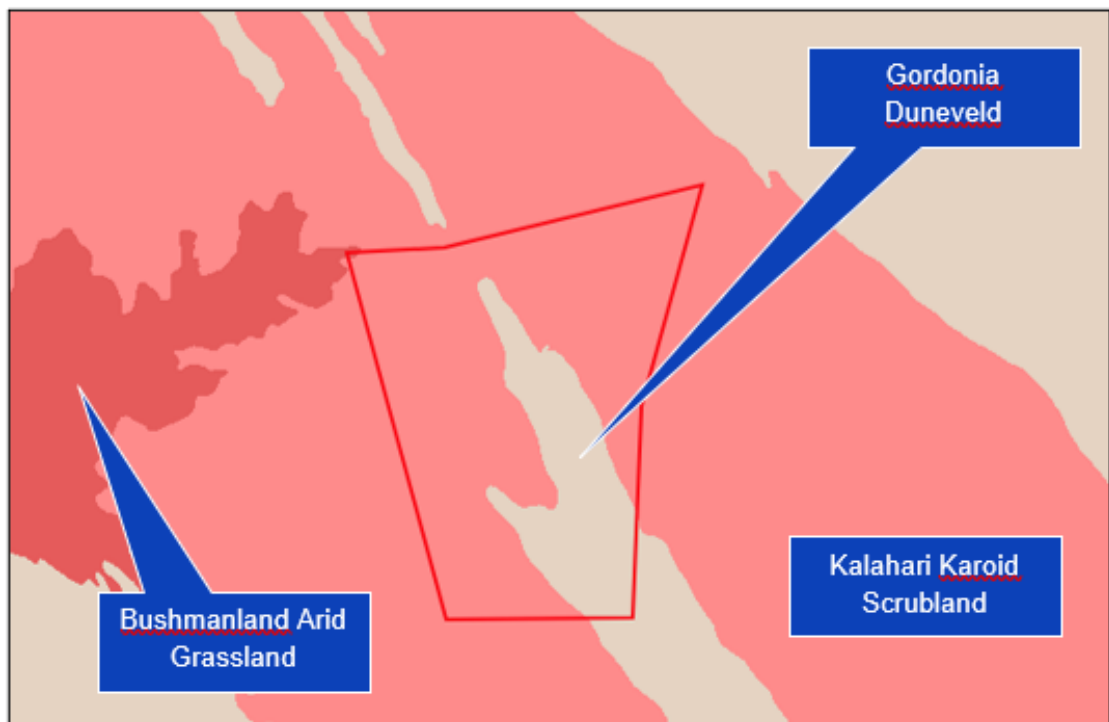 Gordonia
Duneveld
Kalahari Karoid
Scrubland
Bushmanland Arid
Grassland